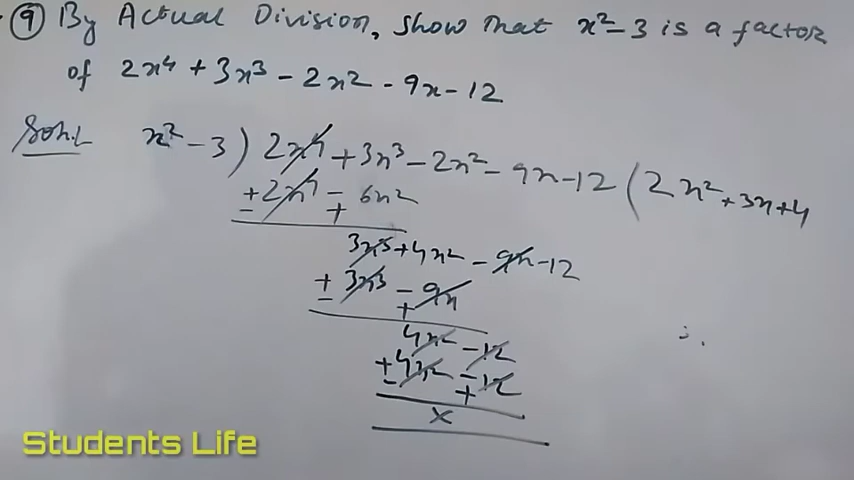 ⑨ By Actual Division, show that x² - 3 is a factor
of 2x⁴ + 3x³ - 2x² - 9x - 12
Soln.
x² - 3 ) 2x⁴ + 3x³ - 2x² - 9x - 12 ( 2x² + 3x + 4
+ 2x⁴ - 6x²
- +
3x³ + 4x² - 9x - 12
+ 3x³ - 9x
- +
4x² - 12
+ 4x² - 12
- +
x
∴
Students Life